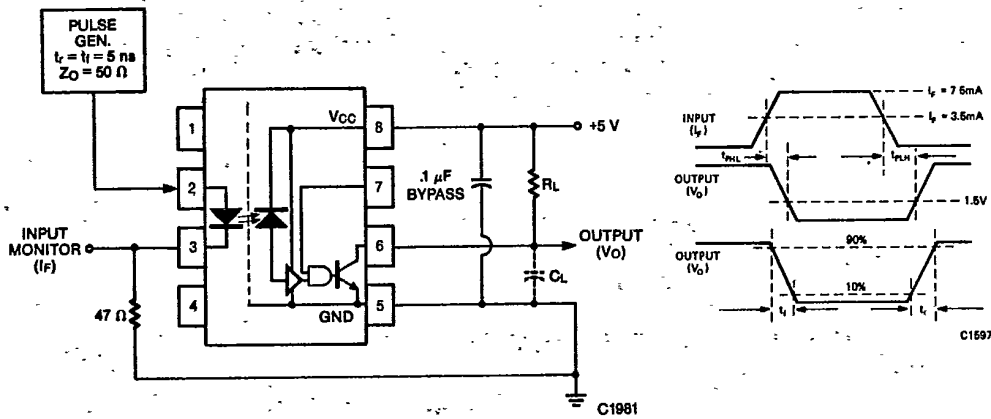 PULSE
GEN.
tr = tf = 5 ns
ZO = 50 Ω
1
2
3
4
VCC
GND
8
7
6
5
+5 V
.1 µF
BYPASS
RL
OUTPUT
(VO)
CL
INPUT
MONITOR
(IF)
47 Ω
C1981
INPUT
(IF)
IF = 7.5mA
IF = 3.5mA
tPHL
tPLH
OUTPUT
(VO)
1.5V
OUTPUT
(VO)
90%
10%
tf
tr
C1597